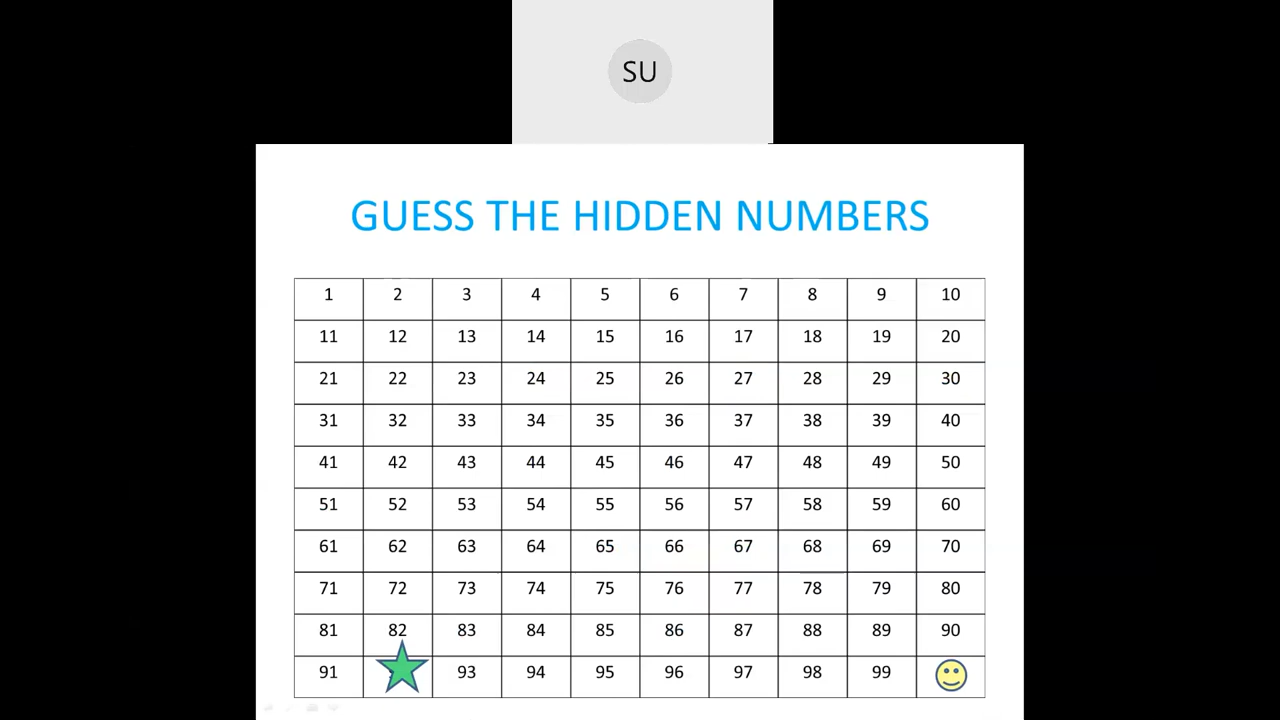 SU
GUESS THE HIDDEN NUMBERS
1 2 3 4 5 6 7 8 9 10
11 12 13 14 15 16 17 18 19 20
21 22 23 24 25 26 27 28 29 30
31 32 33 34 35 36 37 38 39 40
41 42 43 44 45 46 47 48 49 50
51 52 53 54 55 56 57 58 59 60
61 62 63 64 65 66 67 68 69 70
71 72 73 74 75 76 77 78 79 80
81 82 83 84 85 86 87 88 89 90
91 93 94 95 96 97 98 99